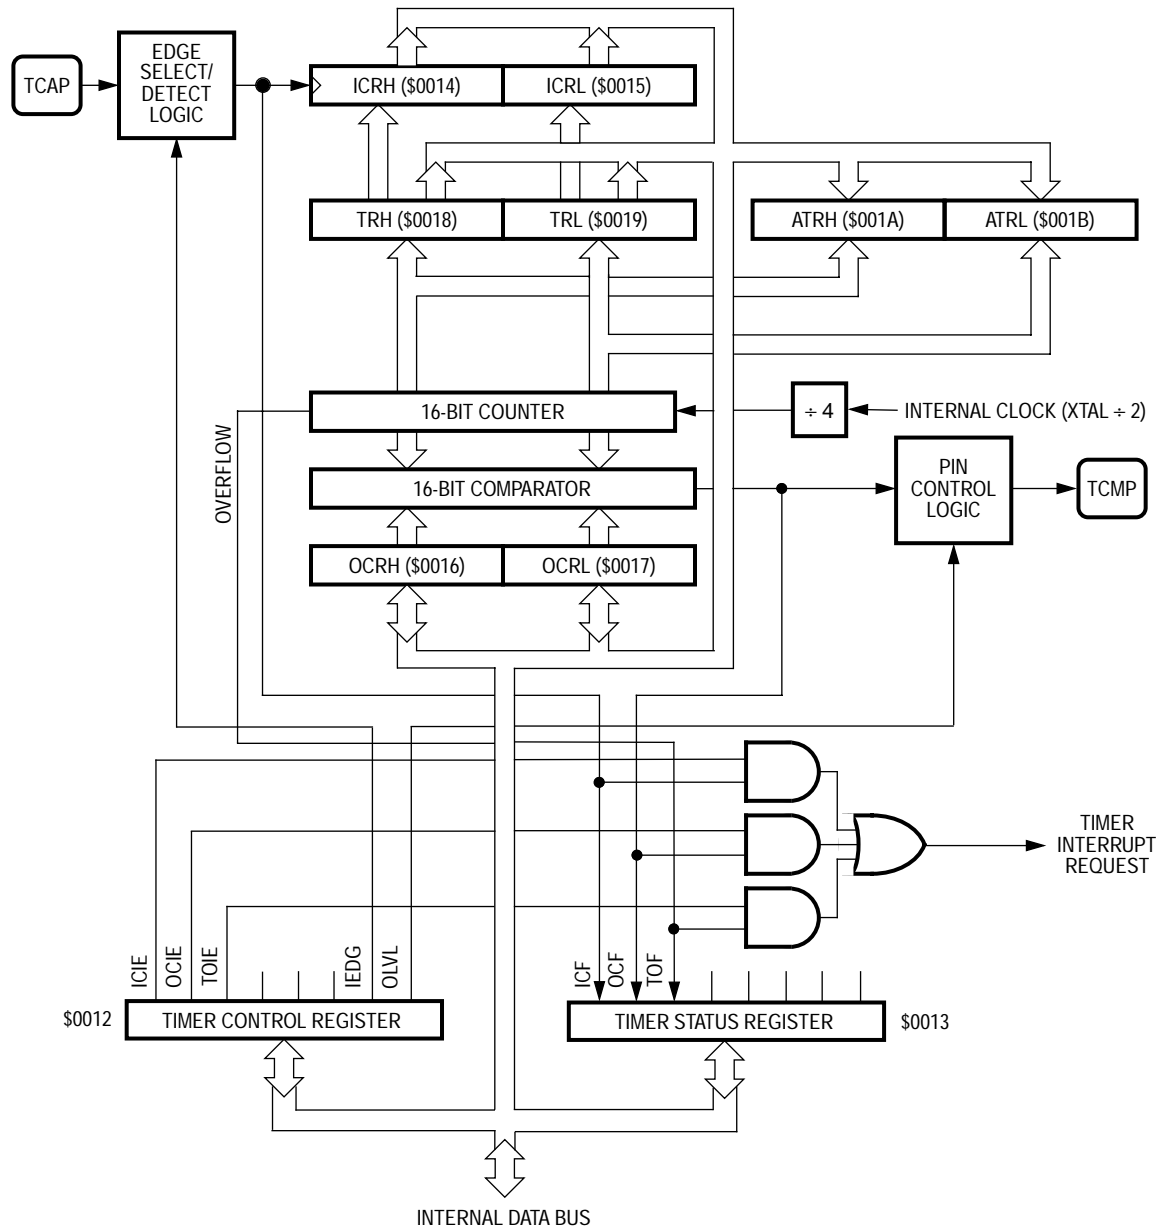 EDGE
SELECT/
DETECT
LOGIC
TCAP
ICRH ($0014)
ICRL ($0015)
TRH ($0018)
TRL ($0019)
ATRH ($001A)
ATRL ($001B)
16-BIT COUNTER
÷ 4
INTERNAL CLOCK (XTAL ÷ 2)
OVERFLOW
16-BIT COMPARATOR
PIN
CONTROL
LOGIC
TCMP
OCRH ($0016)
OCRL ($0017)
TIMER
INTERRUPT
REQUEST
ICIE
OCIE
TOIE
IEDG
OLVL
ICF
OCF
TOF
$0012
TIMER CONTROL REGISTER
TIMER STATUS REGISTER
$0013
INTERNAL DATA BUS